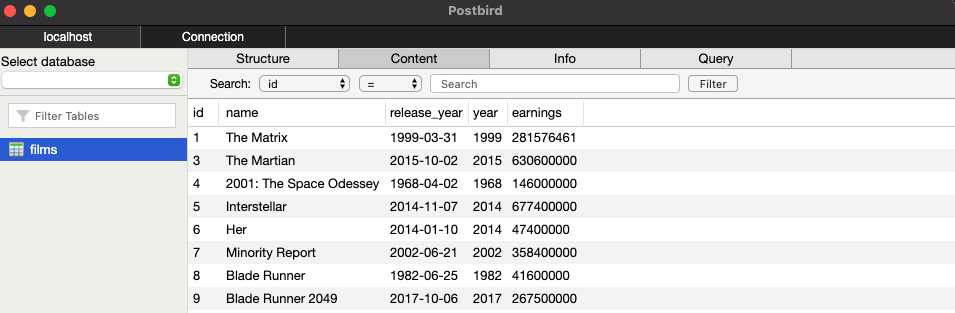 Postbird
localhost Connection
Select database
Filter Tables
films
Structure Content Info Query
Search: id = Search Filter
id name release_year year earnings
1 The Matrix 1999-03-31 1999 281576461
3 The Martian 2015-10-02 2015 630600000
4 2001: The Space Odessey 1968-04-02 1968 146000000
5 Interstellar 2014-11-07 2014 677400000
6 Her 2014-01-10 2014 47400000
7 Minority Report 2002-06-21 2002 358400000
8 Blade Runner 1982-06-25 1982 41600000
9 Blade Runner 2049 2017-10-06 2017 267500000